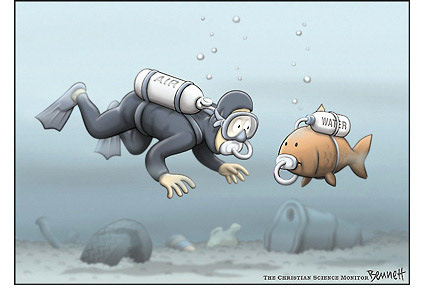 AIR
WATER
THE CHRISTIAN SCIENCE MONITOR Bennett